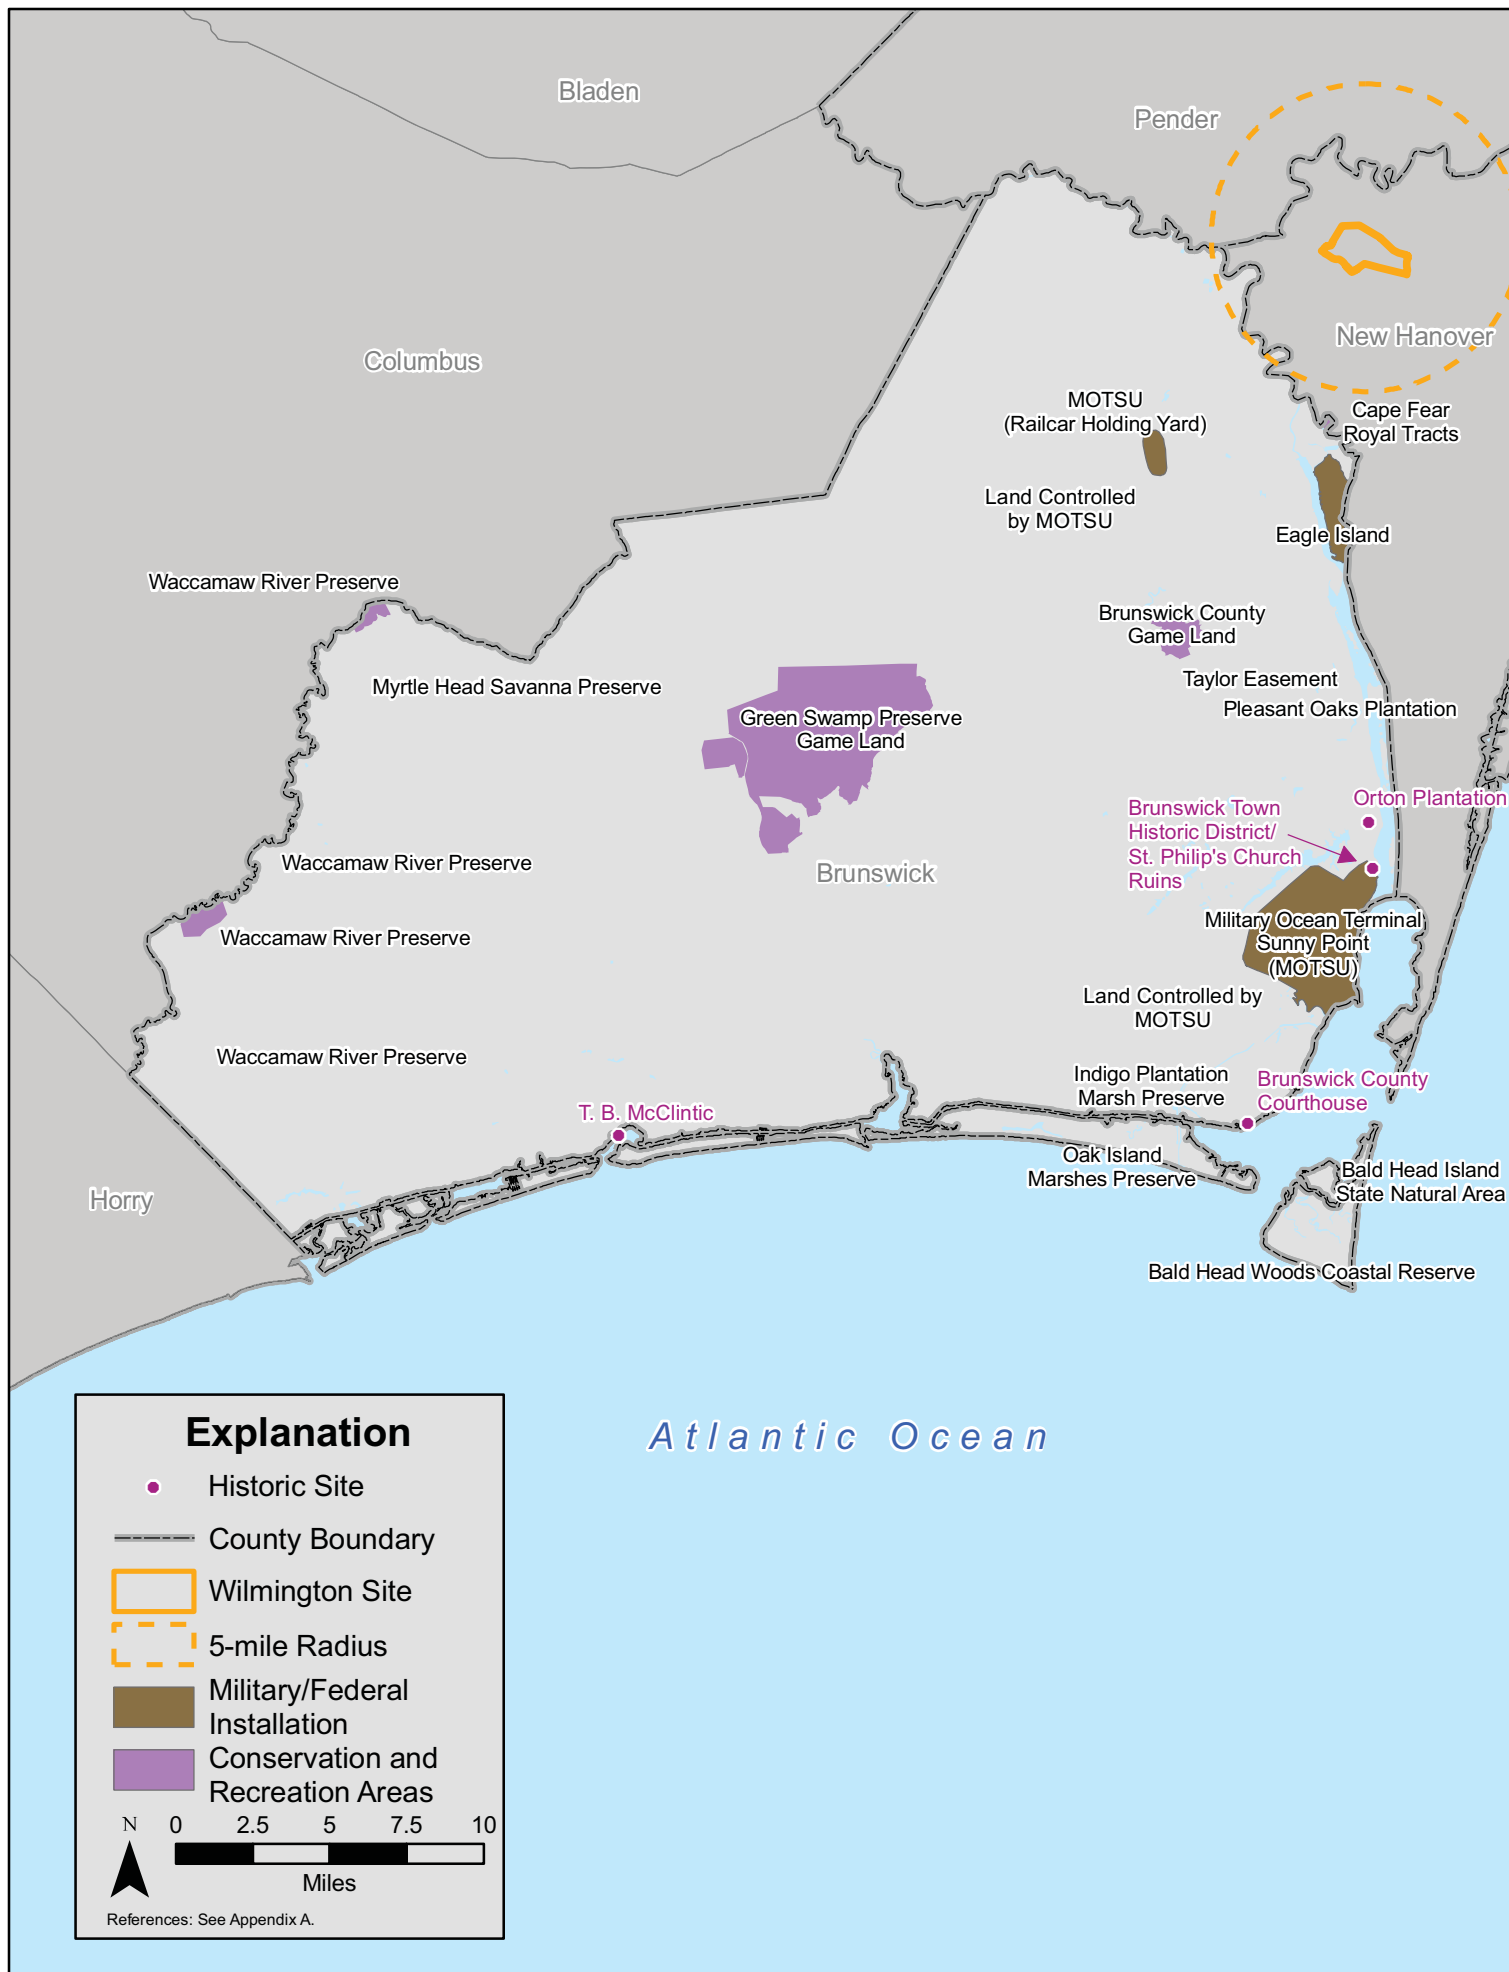 Bladen
Pender
New Hanover
Columbus
MOTSU
(Railcar Holding Yard)
Cape Fear
Royal Tracts
Land Controlled
by MOTSU
Eagle Island
Waccamaw River Preserve
Brunswick County
Game Land
Myrtle Head Savanna Preserve
Taylor Easement
Green Swamp Preserve
Game Land
Pleasant Oaks Plantation
Orton Plantation
Brunswick Town
Historic District/
St. Philip's Church
Ruins
Waccamaw River Preserve
Brunswick
Waccamaw River Preserve
Military Ocean Terminal
Sunny Point
(MOTSU)
Land Controlled by
MOTSU
Waccamaw River Preserve
Indigo Plantation
Marsh Preserve
Brunswick County
Courthouse
T. B. McClintic
Oak Island
Marshes Preserve
Bald Head Island
State Natural Area
Horry
Bald Head Woods Coastal Reserve
Atlantic Ocean
Explanation
Historic Site
County Boundary
Wilmington Site
5-mile Radius
Military/Federal
Installation
Conservation and
Recreation Areas
N
0 2.5 5 7.5 10
Miles
References: See Appendix A.